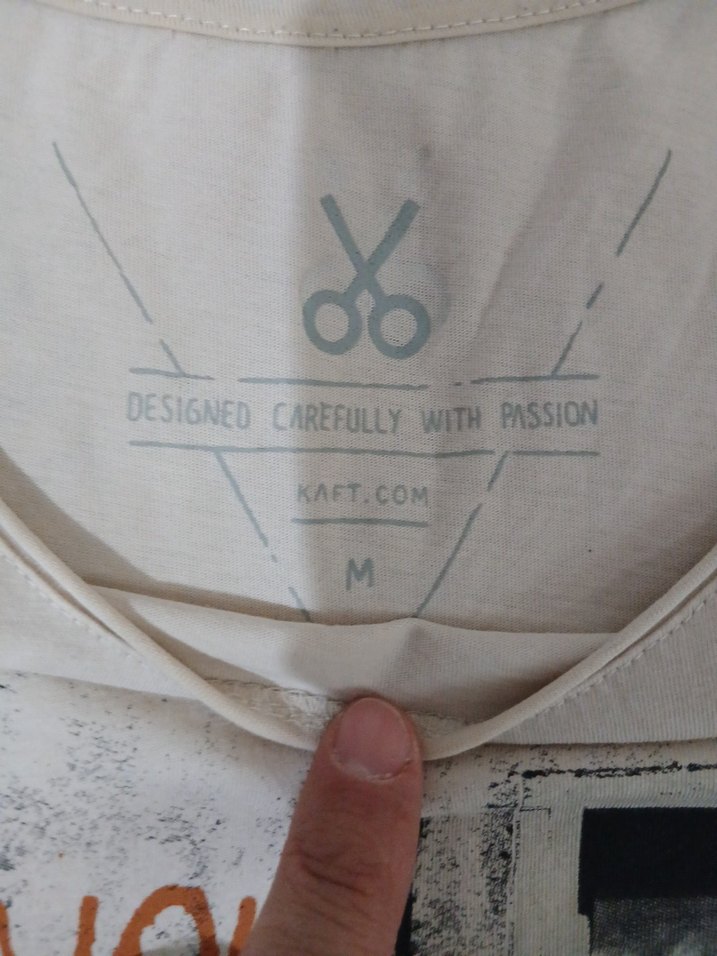 DESIGNED CAREFULLY WITH PASSION
KAFT.COM
M